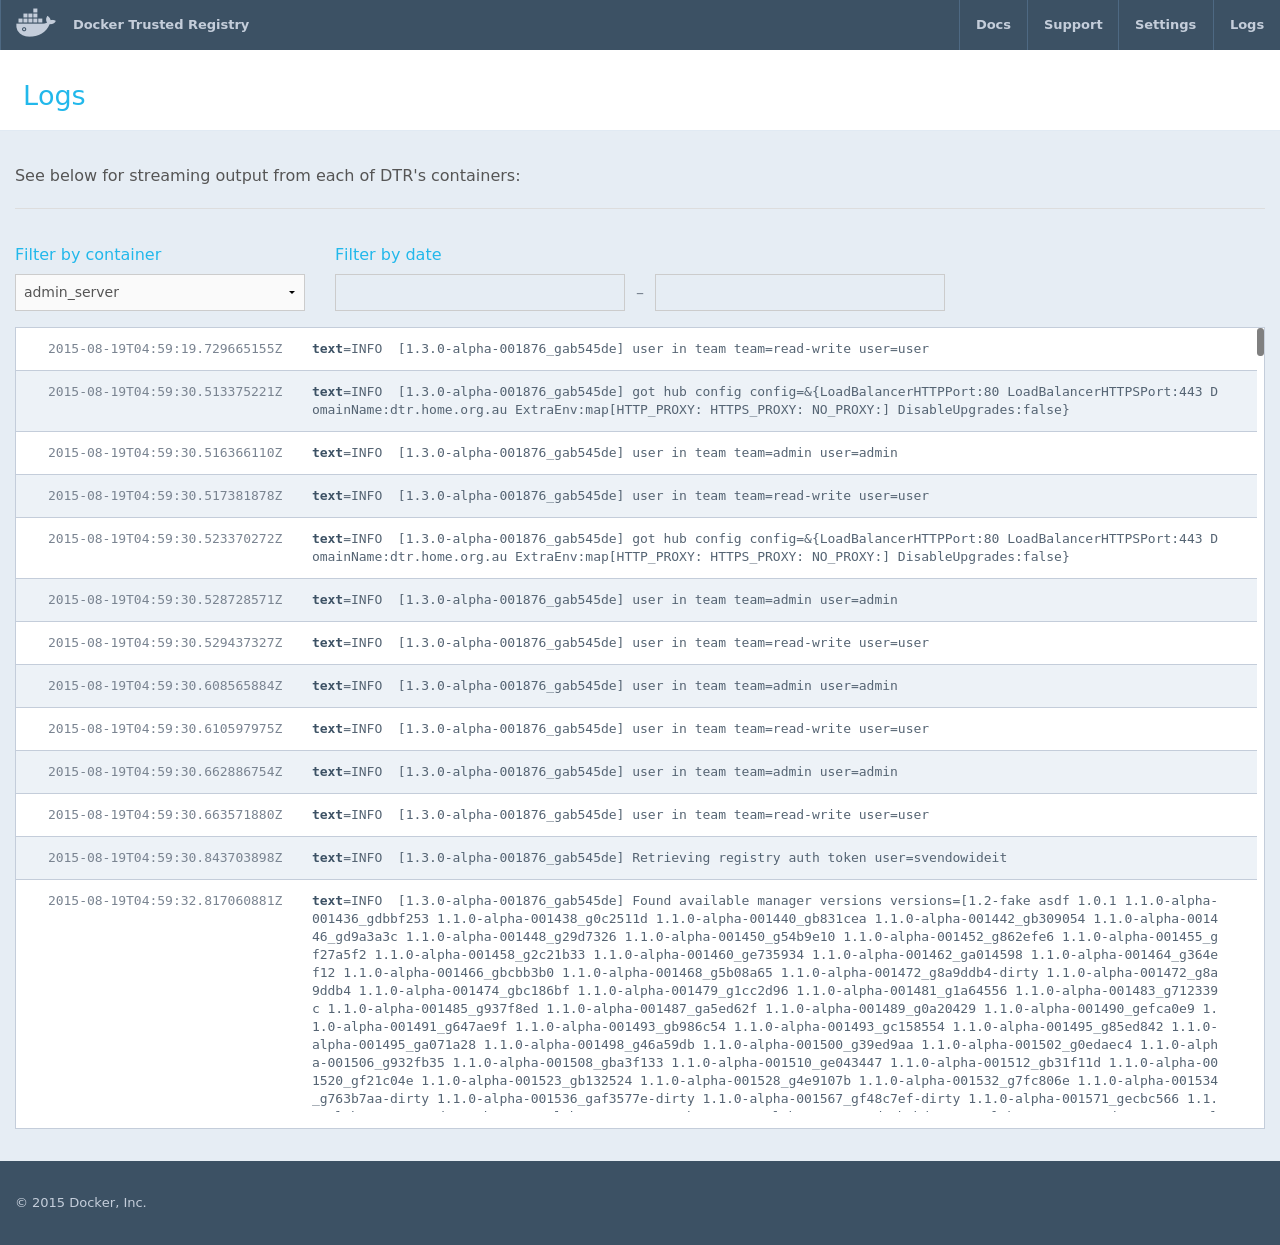 Docker Trusted Registry
Docs
Support
Settings
Logs
Logs
See below for streaming output from each of DTR's containers:
Filter by container
Filter by date
admin_server
–
2015-08-19T04:59:19.729665155Z text=INFO  [1.3.0-alpha-001876_gab545de] user in team team=read-write user=user
2015-08-19T04:59:30.513375221Z text=INFO  [1.3.0-alpha-001876_gab545de] got hub config config=&{LoadBalancerHTTPPort:80 LoadBalancerHTTPSPort:443 D
omainName:dtr.home.org.au ExtraEnv:map[HTTP_PROXY: HTTPS_PROXY: NO_PROXY:] DisableUpgrades:false}
2015-08-19T04:59:30.516366110Z text=INFO  [1.3.0-alpha-001876_gab545de] user in team team=admin user=admin
2015-08-19T04:59:30.517381878Z text=INFO  [1.3.0-alpha-001876_gab545de] user in team team=read-write user=user
2015-08-19T04:59:30.523370272Z text=INFO  [1.3.0-alpha-001876_gab545de] got hub config config=&{LoadBalancerHTTPPort:80 LoadBalancerHTTPSPort:443 D
omainName:dtr.home.org.au ExtraEnv:map[HTTP_PROXY: HTTPS_PROXY: NO_PROXY:] DisableUpgrades:false}
2015-08-19T04:59:30.528728571Z text=INFO  [1.3.0-alpha-001876_gab545de] user in team team=admin user=admin
2015-08-19T04:59:30.529437327Z text=INFO  [1.3.0-alpha-001876_gab545de] user in team team=read-write user=user
2015-08-19T04:59:30.608565884Z text=INFO  [1.3.0-alpha-001876_gab545de] user in team team=admin user=admin
2015-08-19T04:59:30.610597975Z text=INFO  [1.3.0-alpha-001876_gab545de] user in team team=read-write user=user
2015-08-19T04:59:30.662886754Z text=INFO  [1.3.0-alpha-001876_gab545de] user in team team=admin user=admin
2015-08-19T04:59:30.663571880Z text=INFO  [1.3.0-alpha-001876_gab545de] user in team team=read-write user=user
2015-08-19T04:59:30.843703898Z text=INFO  [1.3.0-alpha-001876_gab545de] Retrieving registry auth token user=svendowideit
2015-08-19T04:59:32.817060881Z text=INFO  [1.3.0-alpha-001876_gab545de] Found available manager versions versions=[1.2-fake asdf 1.0.1 1.1.0-alpha-
001436_gdbbf253 1.1.0-alpha-001438_g0c2511d 1.1.0-alpha-001440_gb831cea 1.1.0-alpha-001442_gb309054 1.1.0-alpha-0014
46_gd9a3a3c 1.1.0-alpha-001448_g29d7326 1.1.0-alpha-001450_g54b9e10 1.1.0-alpha-001452_g862efe6 1.1.0-alpha-001455_g
f27a5f2 1.1.0-alpha-001458_g2c21b33 1.1.0-alpha-001460_ge735934 1.1.0-alpha-001462_ga014598 1.1.0-alpha-001464_g364e
f12 1.1.0-alpha-001466_gbcbb3b0 1.1.0-alpha-001468_g5b08a65 1.1.0-alpha-001472_g8a9ddb4-dirty 1.1.0-alpha-001472_g8a
9ddb4 1.1.0-alpha-001474_gbc186bf 1.1.0-alpha-001479_g1cc2d96 1.1.0-alpha-001481_g1a64556 1.1.0-alpha-001483_g712339
c 1.1.0-alpha-001485_g937f8ed 1.1.0-alpha-001487_ga5ed62f 1.1.0-alpha-001489_g0a20429 1.1.0-alpha-001490_gefca0e9 1.
1.0-alpha-001491_g647ae9f 1.1.0-alpha-001493_gb986c54 1.1.0-alpha-001493_gc158554 1.1.0-alpha-001495_g85ed842 1.1.0-
alpha-001495_ga071a28 1.1.0-alpha-001498_g46a59db 1.1.0-alpha-001500_g39ed9aa 1.1.0-alpha-001502_g0edaec4 1.1.0-alph
a-001506_g932fb35 1.1.0-alpha-001508_gba3f133 1.1.0-alpha-001510_ge043447 1.1.0-alpha-001512_gb31f11d 1.1.0-alpha-00
1520_gf21c04e 1.1.0-alpha-001523_gb132524 1.1.0-alpha-001528_g4e9107b 1.1.0-alpha-001532_g7fc806e 1.1.0-alpha-001534
_g763b7aa-dirty 1.1.0-alpha-001536_gaf3577e-dirty 1.1.0-alpha-001567_gf48c7ef-dirty 1.1.0-alpha-001571_gecbc566 1.1.
© 2015 Docker, Inc.